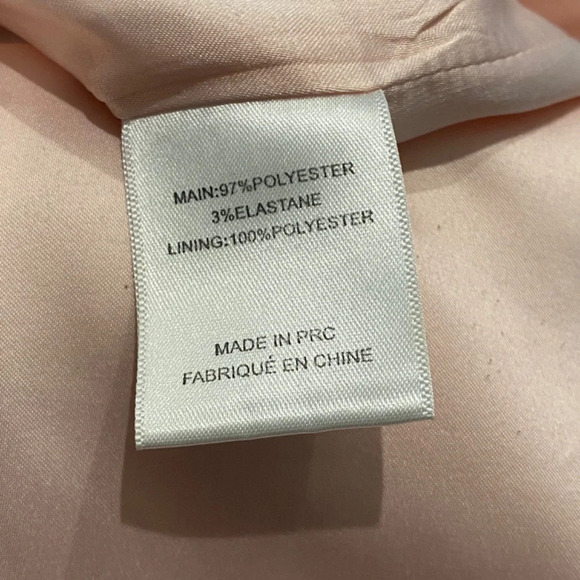 MAIN:97%POLYESTER
3%ELASTANE
LINING:100%POLYESTER
MADE IN PRC
FABRIQUÉ EN CHINE